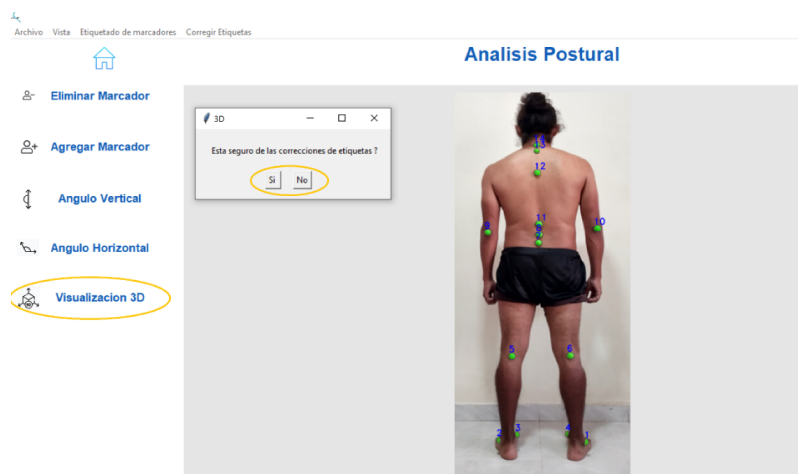 Archivo Vista Etiquetado de marcadores Corregir Etiquetas
Analisis Postural
Eliminar Marcador
Agregar Marcador
Angulo Vertical
Angulo Horizontal
Visualizacion 3D
3D
Esta seguro de las correcciones de etiquetas ?
Si No
13
12
11
10
9
8
7
5 6
2 3 4 1